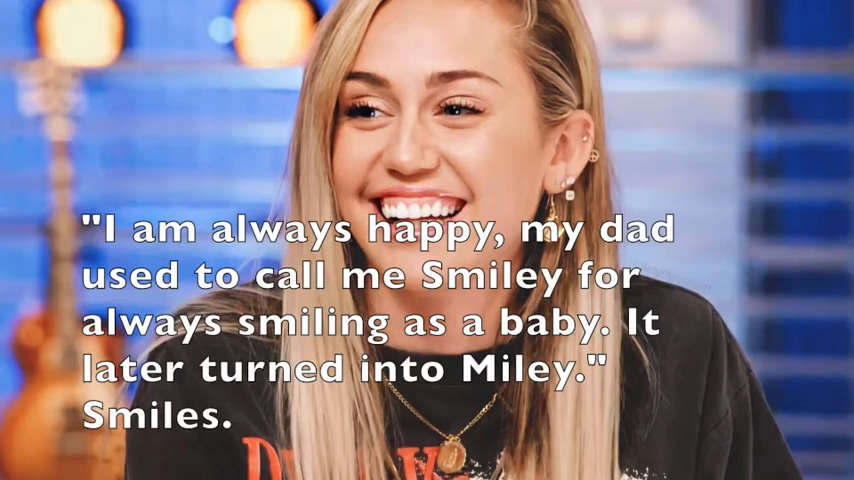 "I am always happy, my dad
used to call me Smiley for
always smiling as a baby. It
later turned into Miley."
Smiles.